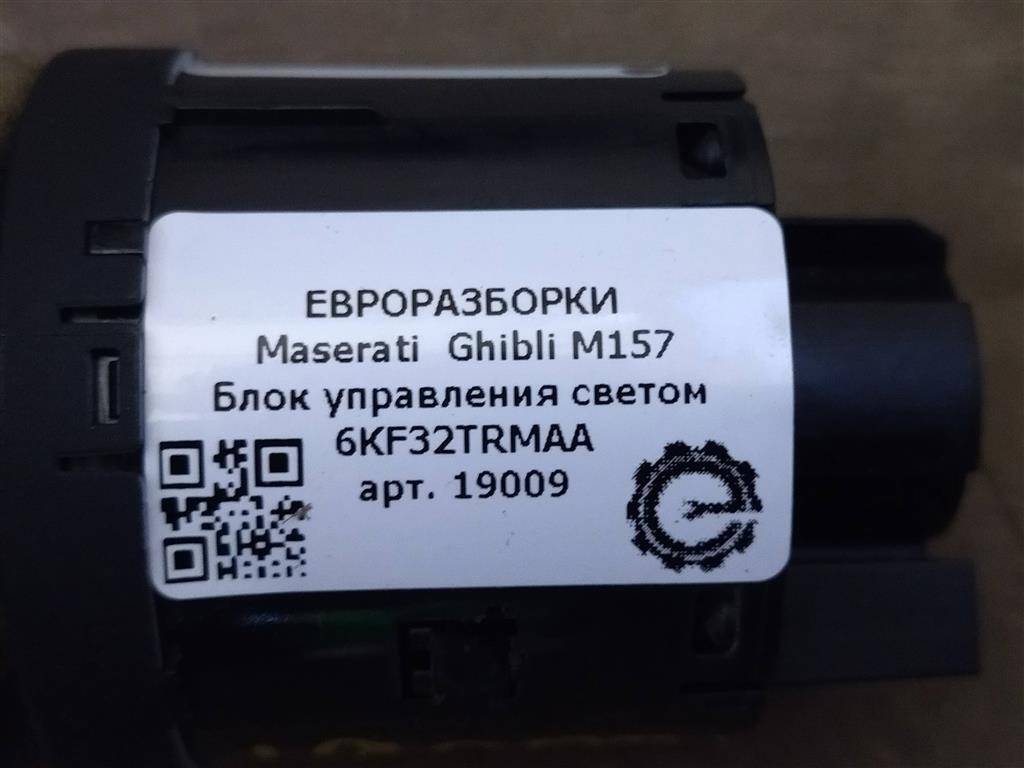 ЕВРОРАЗБОРКИ
Maserati Ghibli M157
Блок управления светом
6KF32TRMAA
арт. 19009